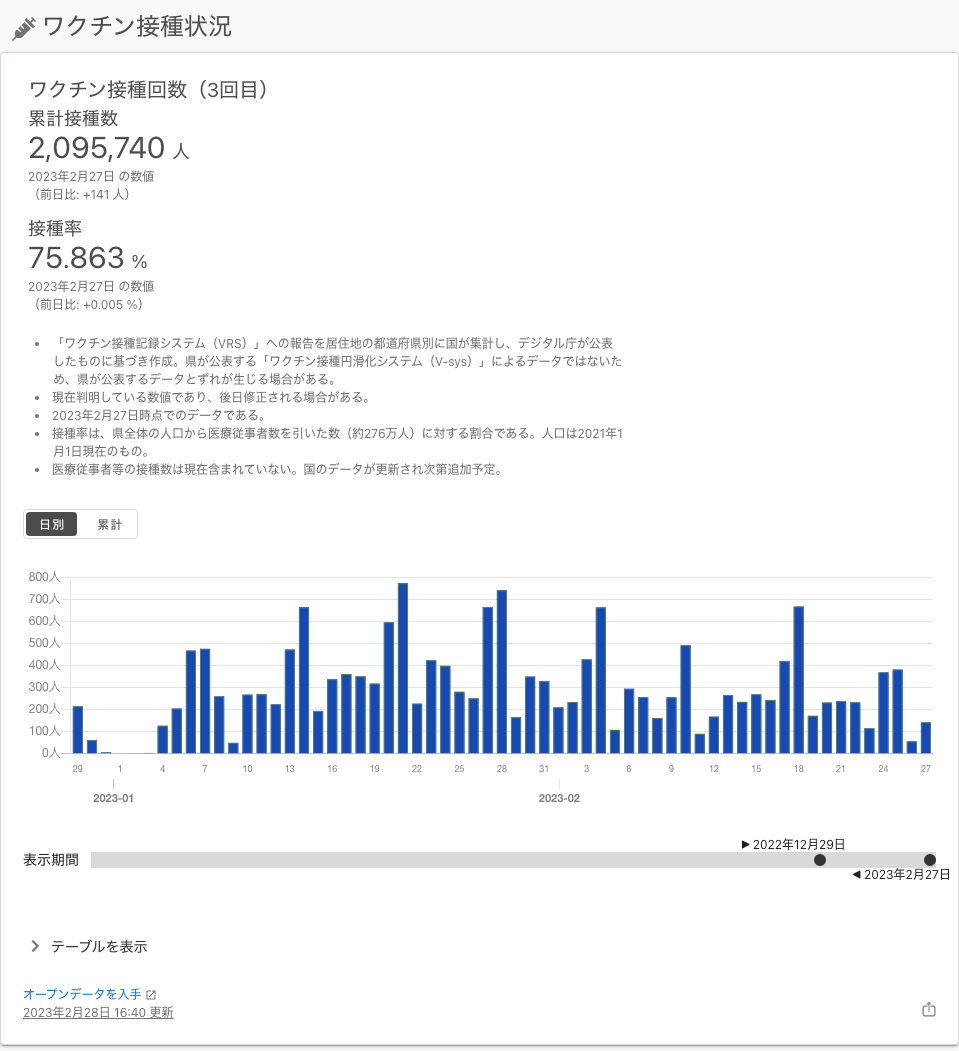 ワクチン接種状況
ワクチン接種回数（3回目）
累計接種数
2,095,740 人
2023年2月27日 の数値
（前日比: +141 人）
接種率
75.863 %
2023年2月27日 の数値
（前日比: +0.005 %）
• 「ワクチン接種記録システム（VRS）」への報告を居住地の都道府県別に国が集計し、デジタル庁が公表
したものに基づき作成。県が公表する「ワクチン接種円滑化システム（V-sys）」によるデータではないた
め、県が公表するデータとずれが生じる場合がある。
• 現在判明している数値であり、後日修正される場合がある。
• 2023年2月27日時点でのデータである。
• 接種率は、県全体の人口から医療従事者数を引いた数（約276万人）に対する割合である。人口は2021年1
月1日現在のもの。
• 医療従事者等の接種数は現在含まれていない。国のデータが更新され次第追加予定。
日別 累計
800人
700人
600人
500人
400人
300人
200人
100人
0人
29 1 4 7 10 13 16 19 22 25 28 31 3 6 9 12 15 18 21 24 27
2023-01 2023-02
▶ 2022年12月29日
表示期間
◀ 2023年2月27日
テーブルを表示
オープンデータを入手
2023年2月28日 16:40 更新